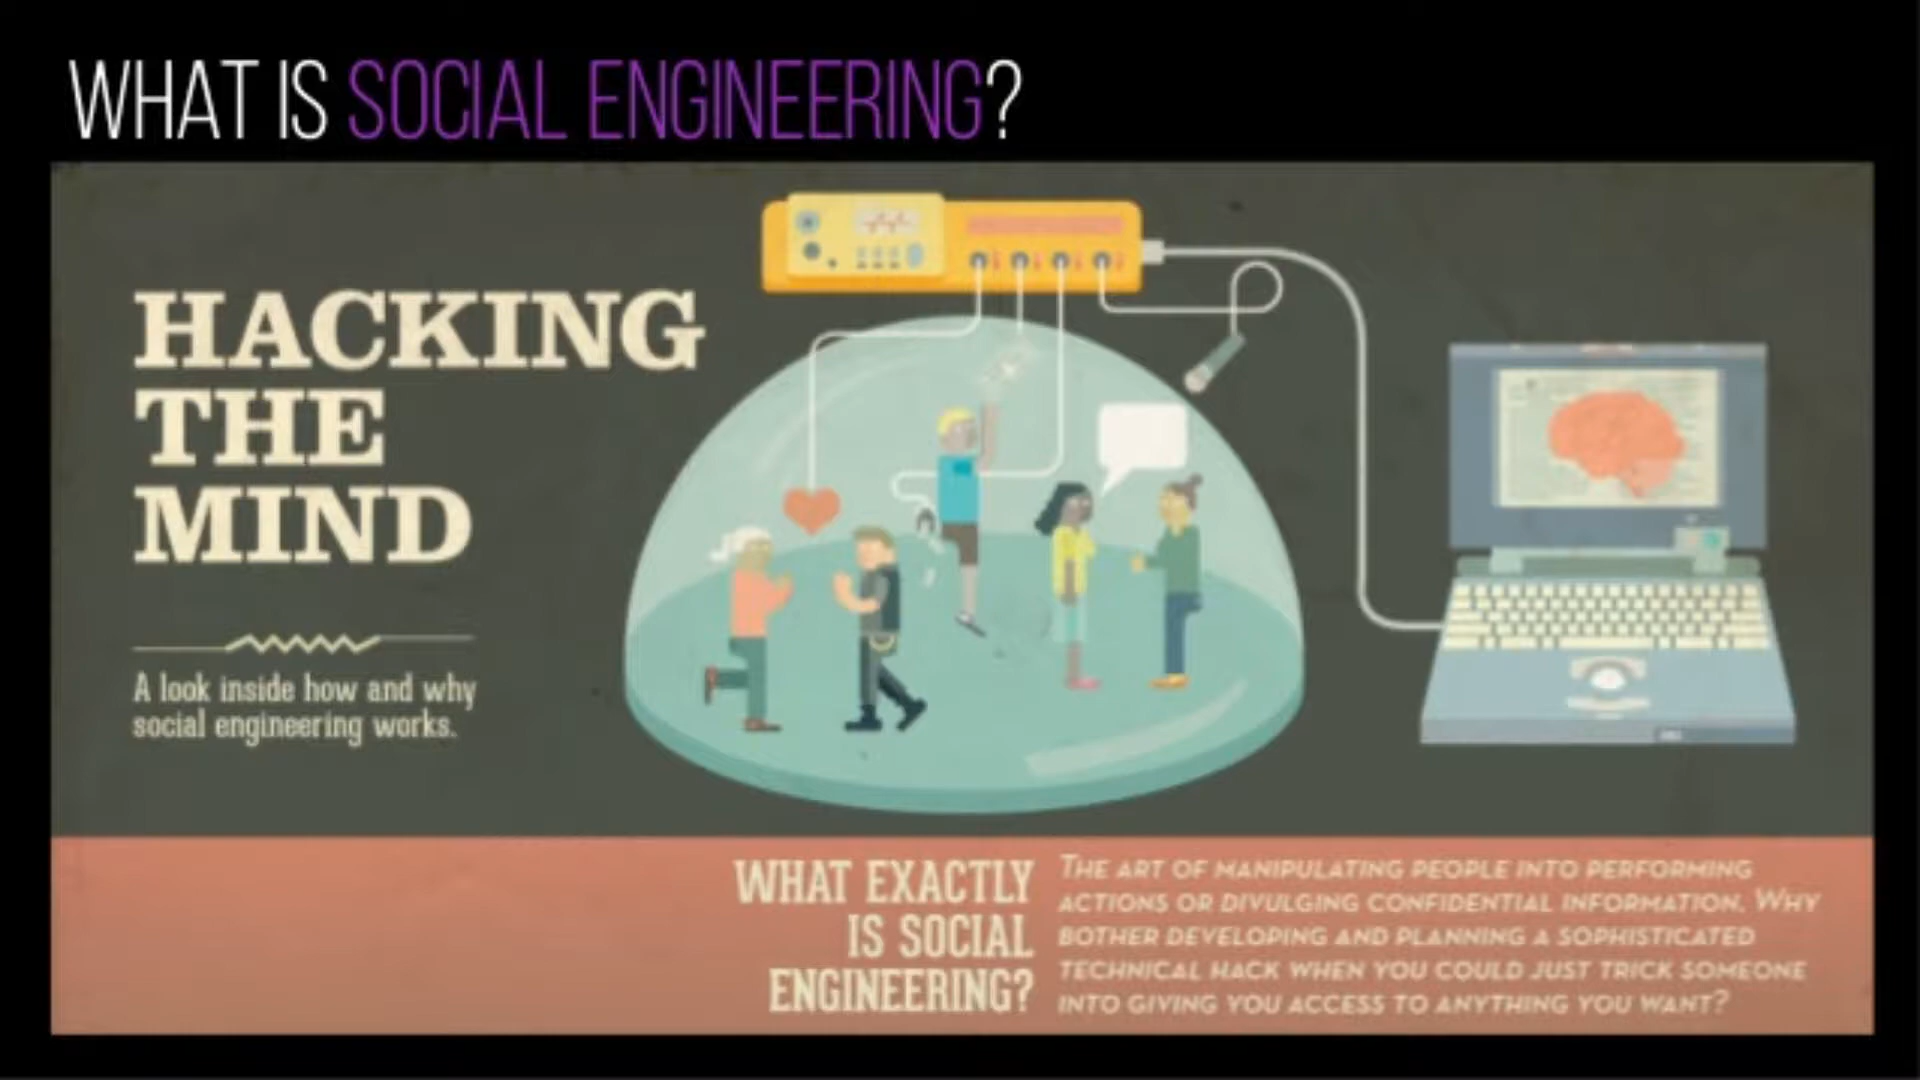 WHAT IS SOCIAL ENGINEERING?
HACKING
THE
MIND
A look inside how and why
social engineering works.
WHAT EXACTLY
IS SOCIAL
ENGINEERING?
THE ART OF MANIPULATING PEOPLE INTO PERFORMING
ACTIONS OR DIVULGING CONFIDENTIAL INFORMATION. WHY
BOTHER DEVELOPING AND PLANNING A SOPHISTICATED
TECHNICAL HACK WHEN YOU COULD JUST TRICK SOMEONE
INTO GIVING YOU ACCESS TO ANYTHING YOU WANT?